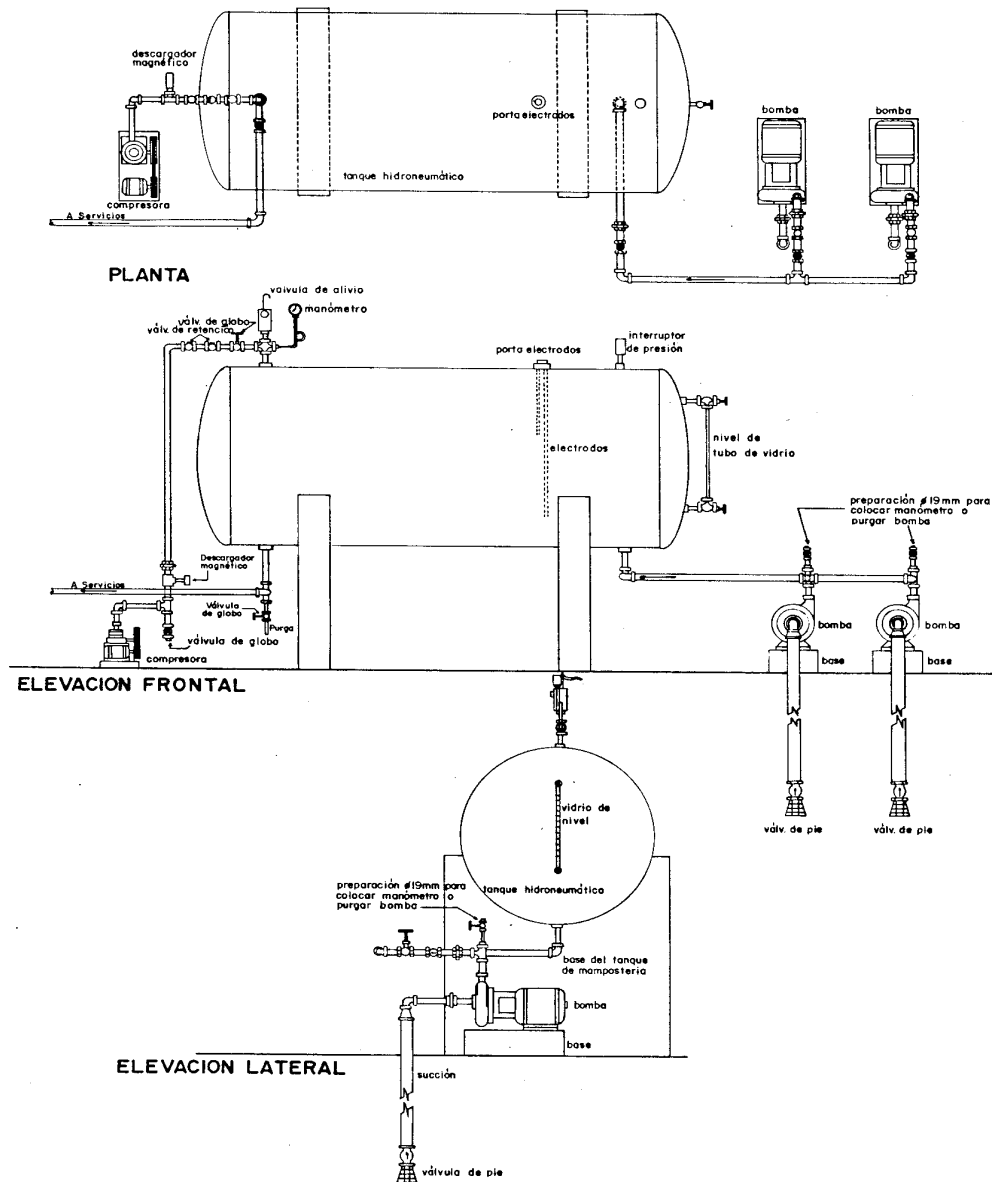 descargador
magnético
porta electrodos
bomba
bomba
tanque hidroneumático
compresora
A Servicios
PLANTA
valvula de alivio
manómetro
válv. de globo
válv. de retención
interruptor
de presión
porta electrodos
electrodos
nivel de
tubo de vidrio
preparación ø19mm para
colocar manómetro o
purgar bomba
Descargador
magnético
A Servicios
Válvula
de globo
Purga
válvula de globo
compresora
bomba
bomba
base
base
ELEVACION FRONTAL
vidrio de
nivel
válv. de pie
válv. de pie
preparación ø19mm para
colocar manómetro o
purgar bomba
tanque hidroneumático
base del tanque
de mamposteria
bomba
base
ELEVACION LATERAL
succión
válvula de pie